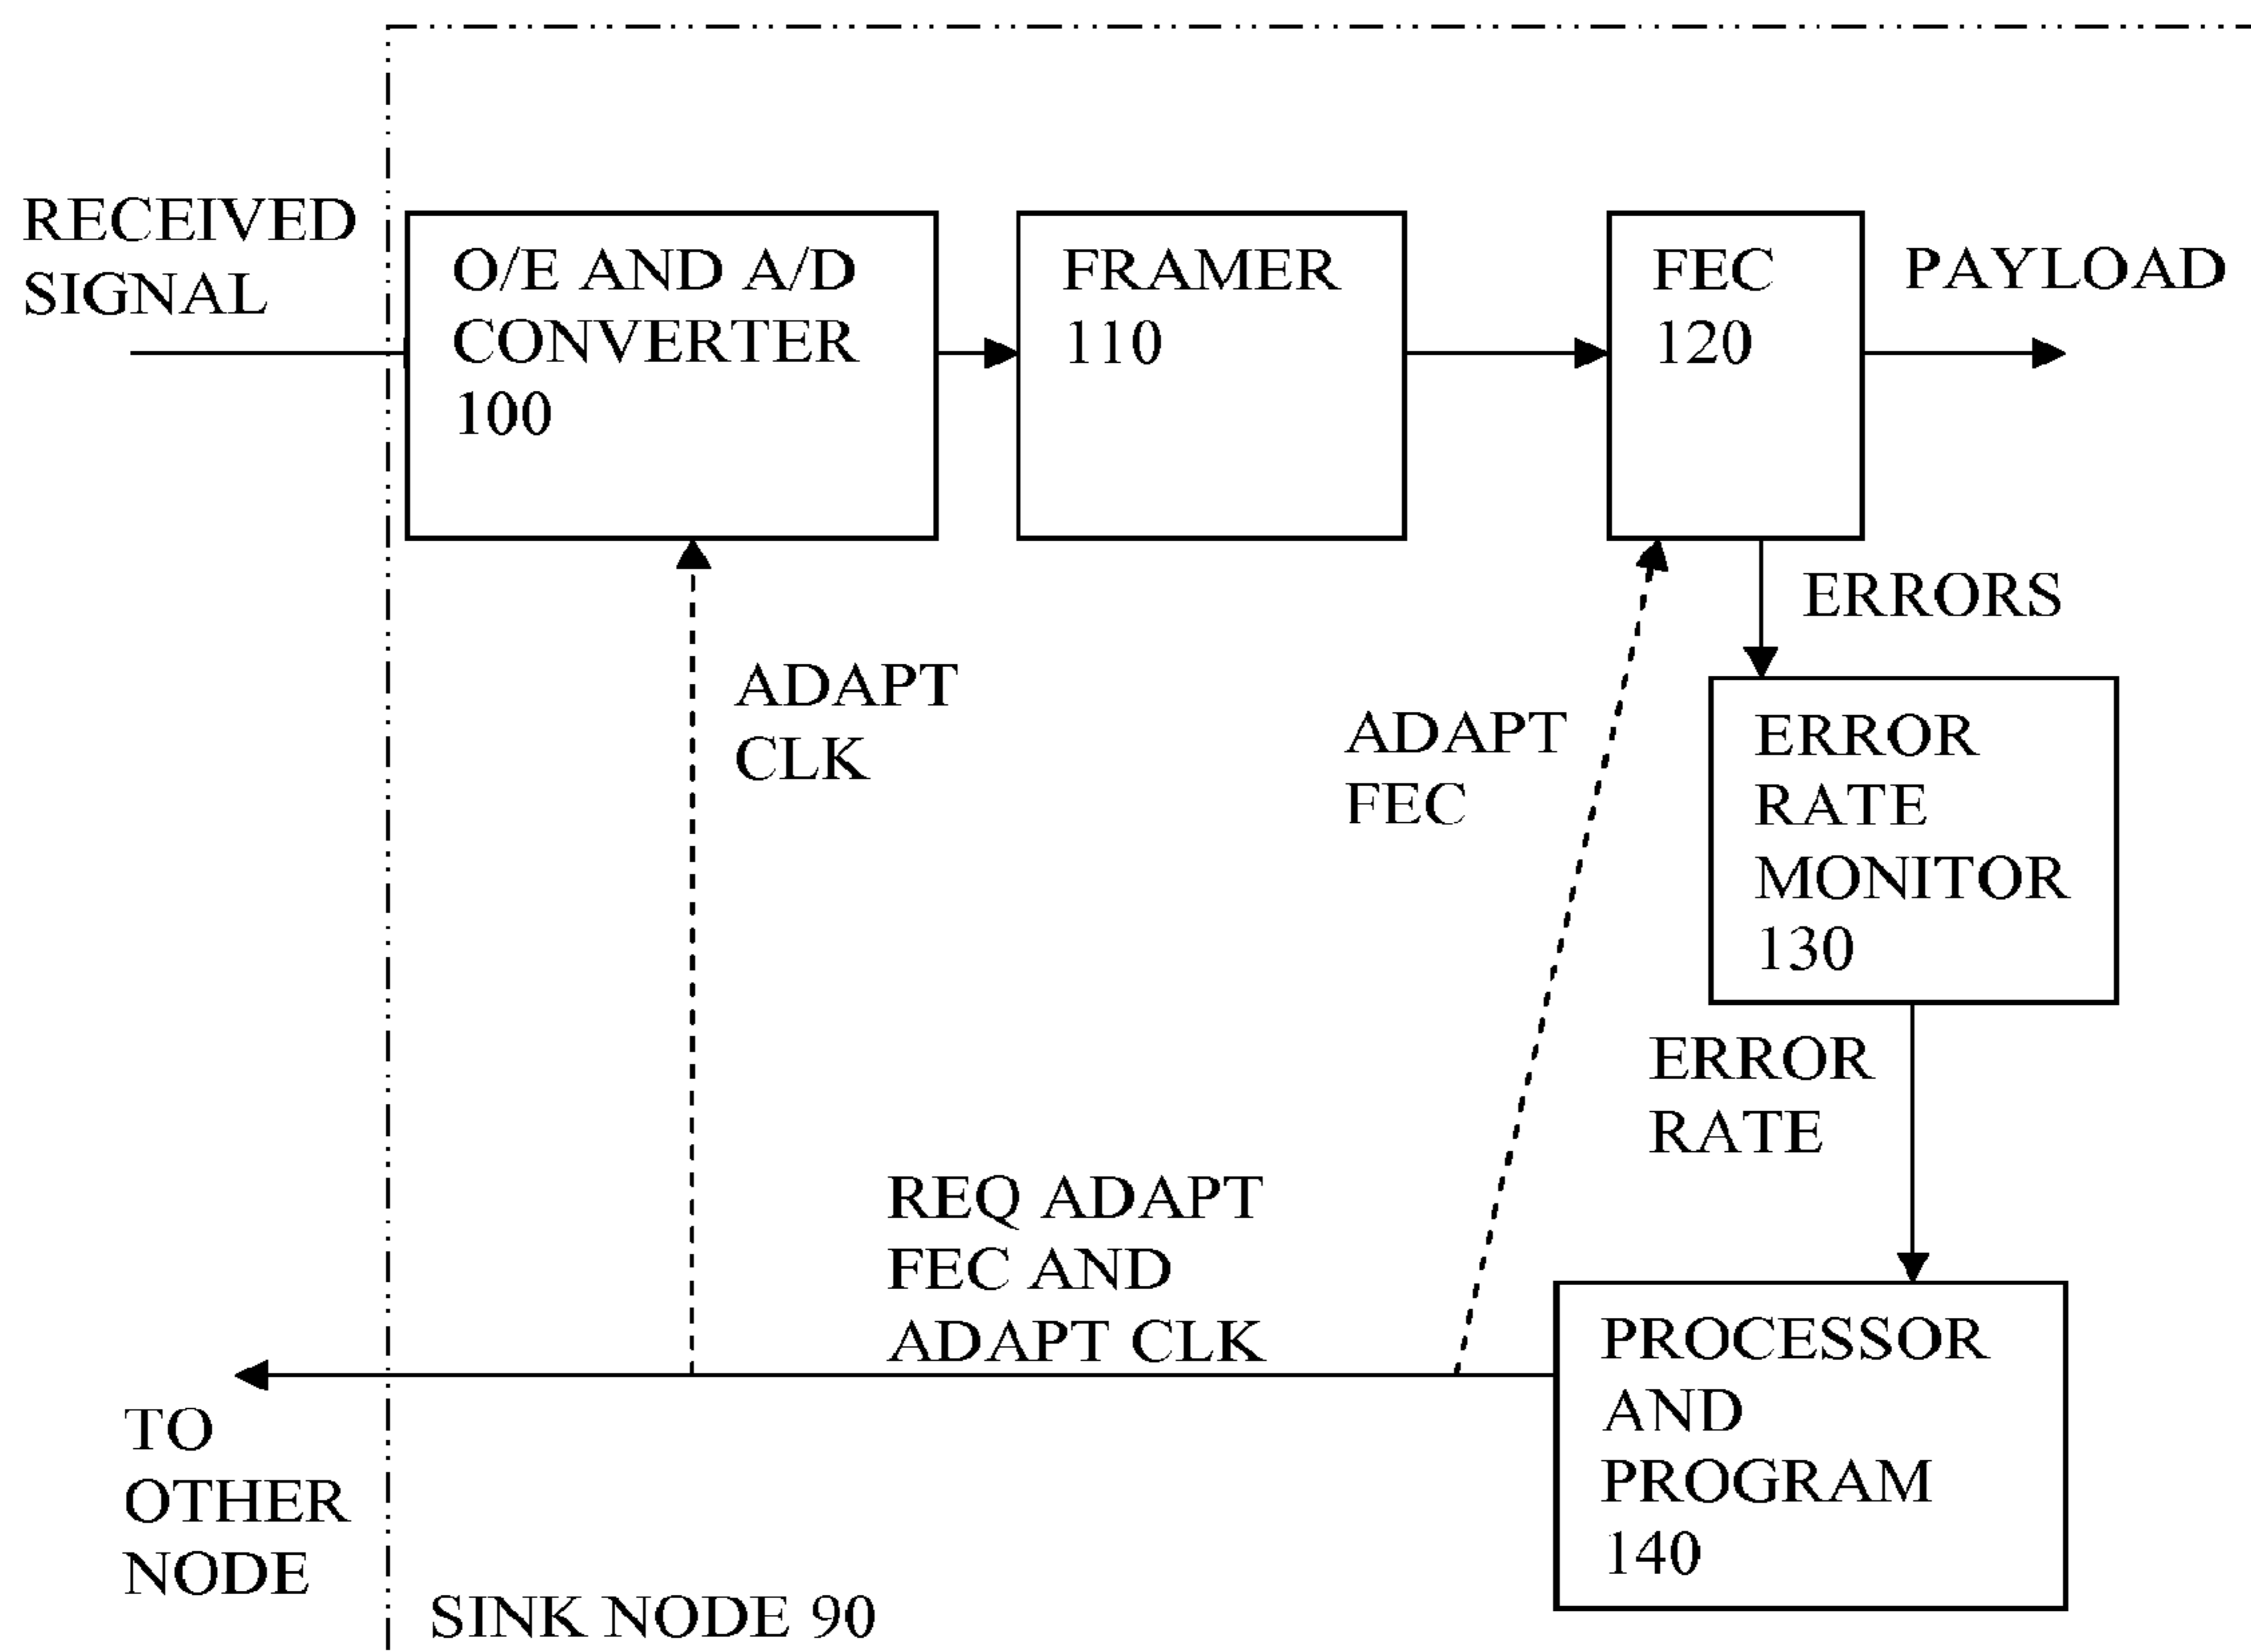 RECEIVED
SIGNAL
O/E AND A/D
CONVERTER
100
FRAMER
110
FEC
120
PAYLOAD
ERRORS
ADAPT
CLK
ADAPT
FEC
ERROR
RATE
MONITOR
130
ERROR
RATE
REQ ADAPT
FEC AND
ADAPT CLK
PROCESSOR
AND
PROGRAM
140
TO
OTHER
NODE
SINK NODE 90